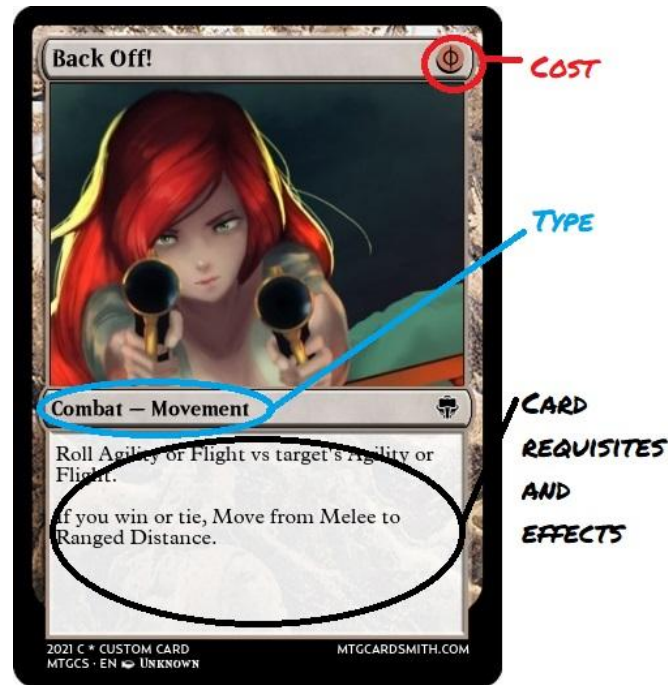 Back Off!
COST
TYPE
Combat — Movement
CARD
REQUISITES
AND
EFFECTS
Roll Agility or Flight vs target's Agility or
Flight.
If you win or tie, Move from Melee to
Ranged Distance.
2021 C * CUSTOM CARD
MTGCARDSMITH.COM
MTGCS · EN UNKNOWN